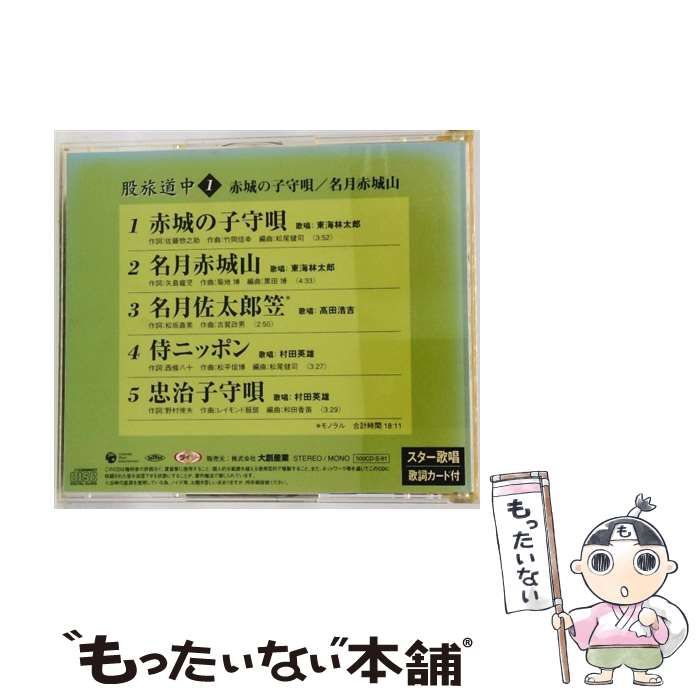 股旅道中 1 赤城の子守唄／名月赤城山
1 赤城の子守唄 歌唱：東海林太郎
作詞：佐藤惣之助 作曲：竹岡信幸 編曲：松尾健司 (3:52)
2 名月赤城山 歌唱：東海林太郎
作詞：矢島寵児 作曲：菊地 博 編曲：黒田 博 (4:33)
3 名月佐太郎笠* 歌唱：高田浩吉
作詞：松坂直美 作曲：古賀政男 (2:50)
4 侍ニッポン 歌唱：村田英雄
作詞：西條八十 作曲：松平信博 編曲：松尾健司 (3:27)
5 忠治子守唄 歌唱：村田英雄
作詞：野村俊夫 作曲：レイモンド服部 編曲：和田香苗 (3:29)
*モノラル 合計時間 18:11
販売元：株式会社 大創産業 STEREO / MONO
スター歌唱
歌詞カード付
もったいない
"もったいない本舗®